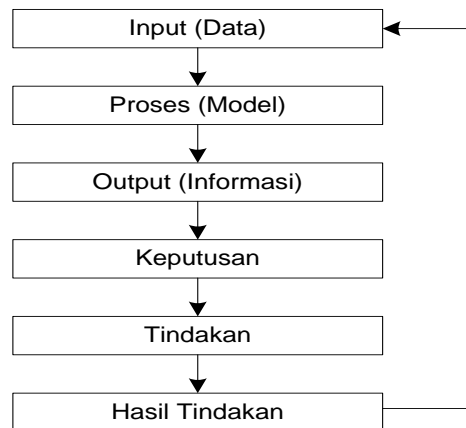 Input (Data)
Proses (Model)
Output (Informasi)
Keputusan
Tindakan
Hasil Tindakan